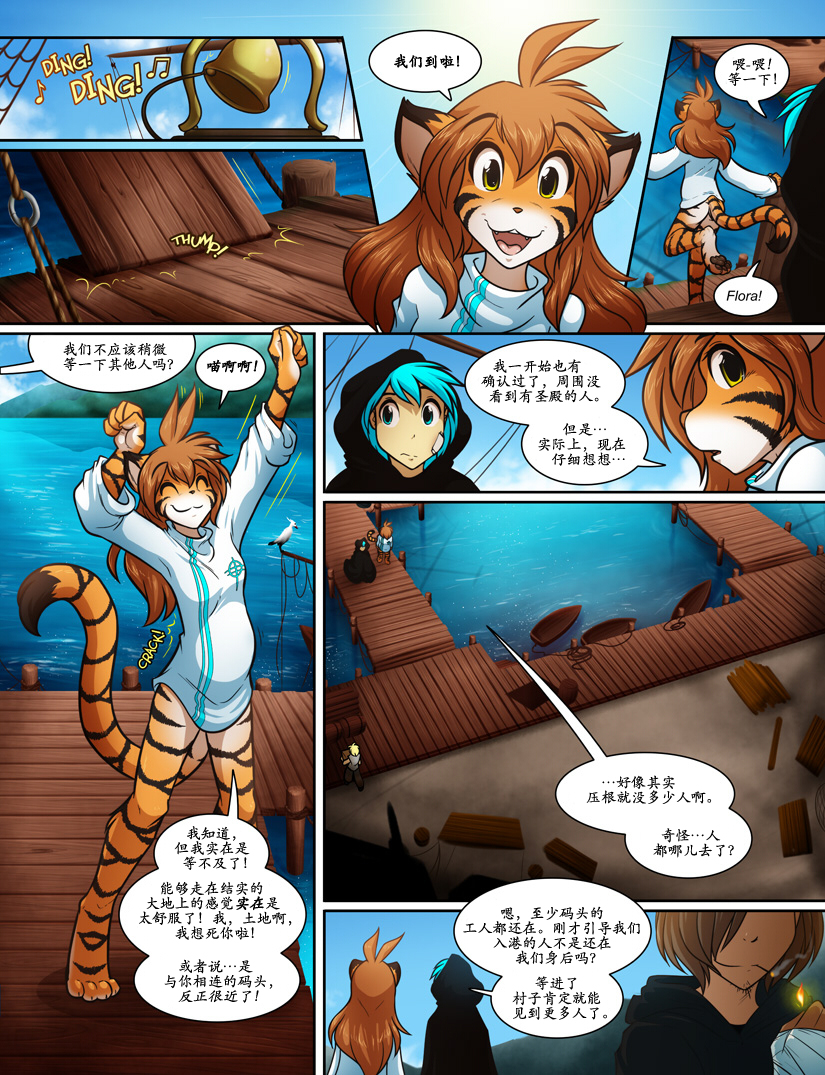 DING!
DING!
我们到啦！
喂-喂！
等一下！
THUMP!
Flora!
我们不应该稍微
等一下其他人吗？
喵啊啊！
CRACK!
我知道，
但我实在是
等不及了！
能够走在结实的
大地上的感觉实在是
太舒服了！我，土地啊，
我想死你啦！
或者说…是
与你相连的码头，
反正很近了！
我一开始也有
确认过了，周围没
看到有圣殿的人。
但是…
实际上，现在
仔细想想…
…好像其实
压根就没多少人啊。
奇怪…人
都哪儿去了？
嗯，至少码头的
工人都还在。刚才引导我们
入港的人不是还在
我们身后吗？
等进了
村子肯定就能
见到更多人了。